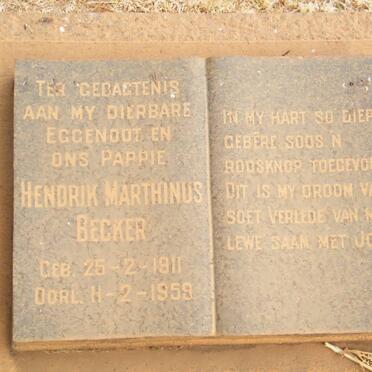 TER GEDAGTENIS
AAN MY DIERBARE
EGGENOOT EN
ONS PAPPIE
HENDRIK MARTHINUS
BECKER
GEB. 25-2-1911
OORL. 11-2-1959
IN MY HART SO DIEP
GEBÊRE SOOS N
ROOSKNOP TOEGEVO
DIT IS MY DROOM VA
SOET VERLEDE VAN
LEWE SAAM MET JO